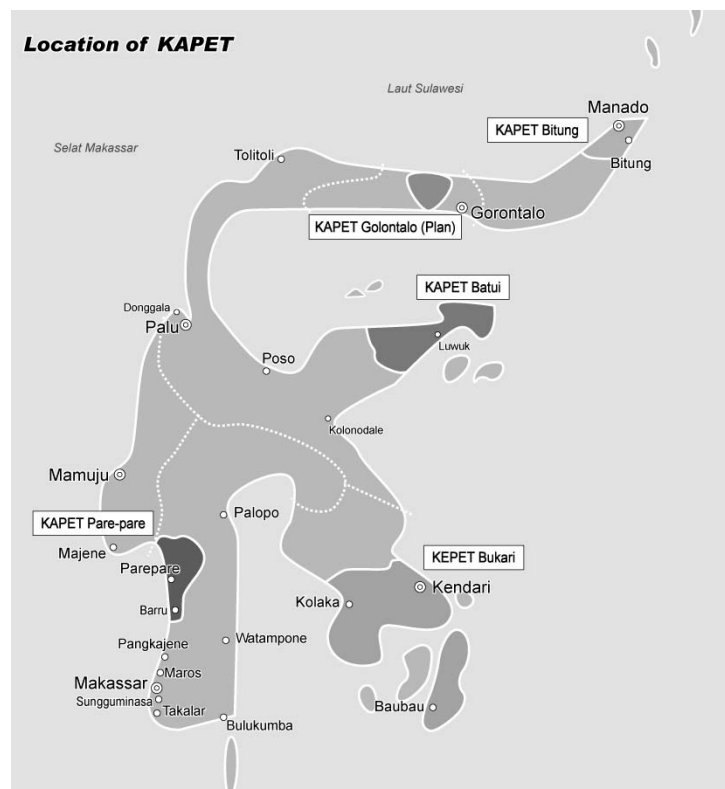 Location of KAPET
Laut Sulawesi
Manado
KAPET Bitung
Selat Makassar
Tolitoli
Bitung
Gorontalo
KAPET Golontalo (Plan)
KAPET Batui
Donggala
Palu
Luwuk
Poso
Kolonodale
Mamuju
Palopo
KAPET Pare-pare
Majene
KEPET Bukari
Parepare
Kendari
Kolaka
Barru
Watampone
Pangkajene
Maros
Makassar
Sungguminasa
Takalar
Baubau
Bulukumba